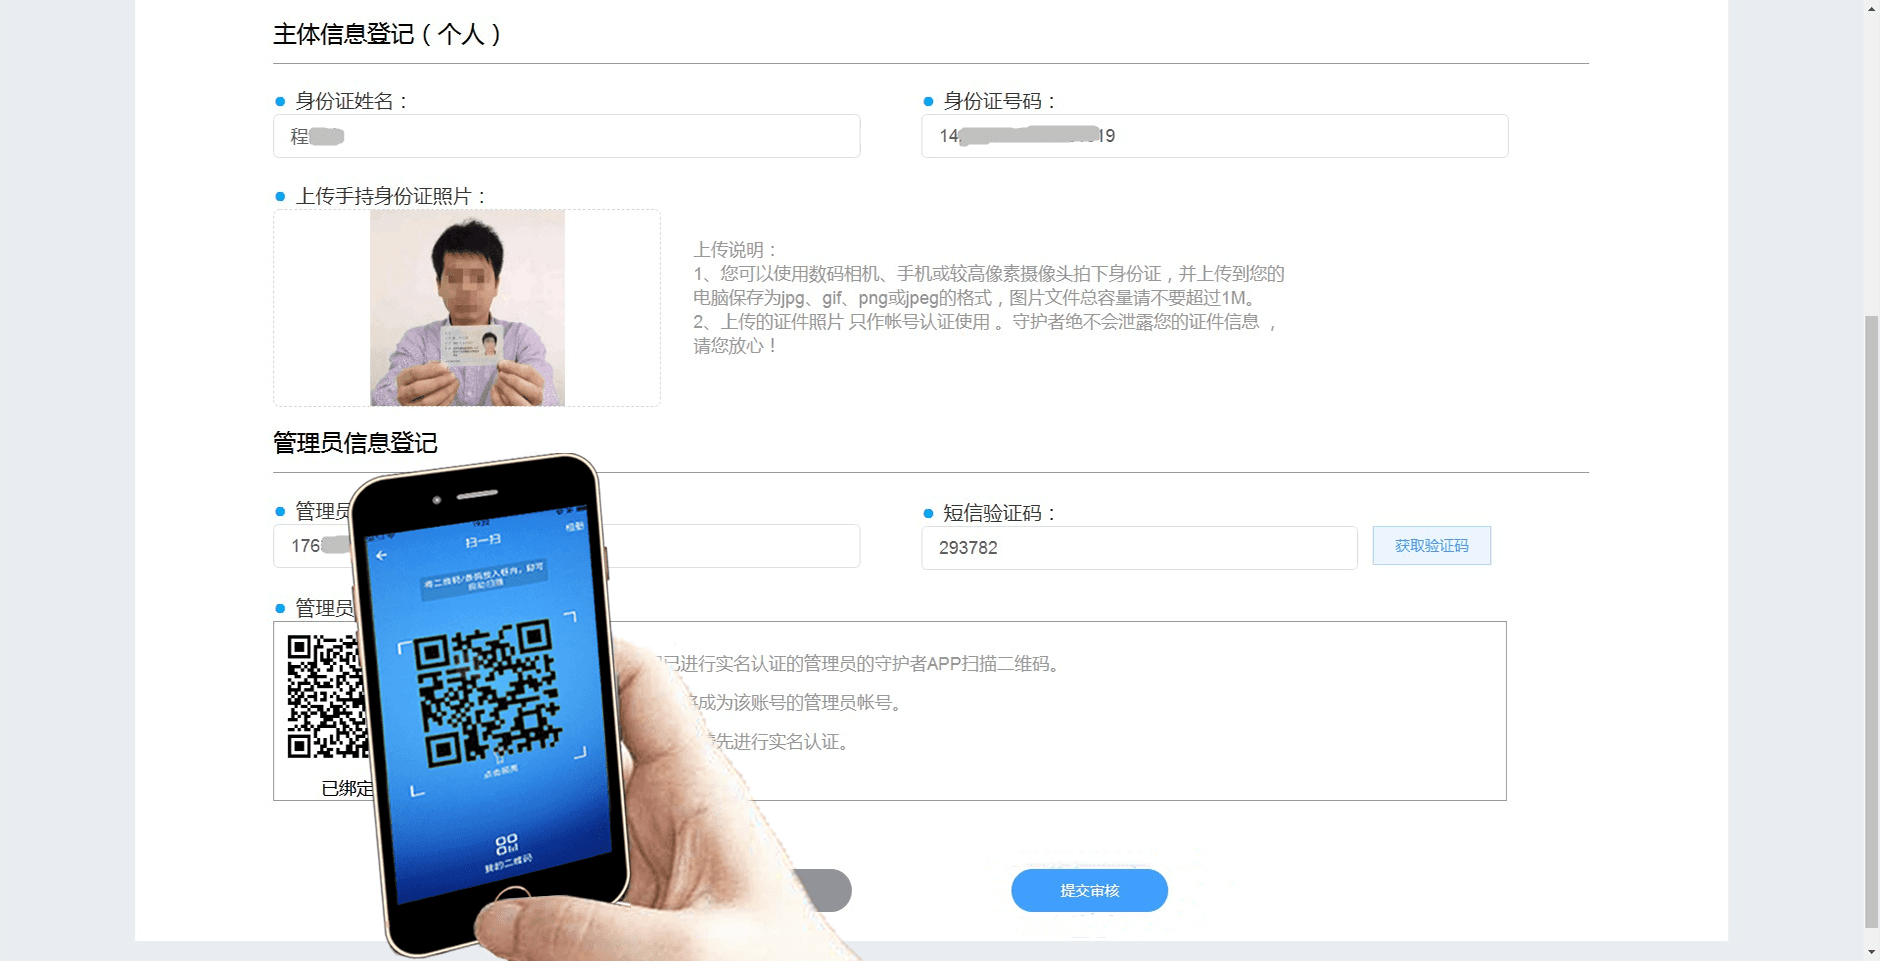 主体信息登记（个人）
身份证姓名： 身份证号码：
程 14 19
上传手持身份证照片：
上传说明：
1、您可以使用数码相机、手机或较高像素摄像头拍下身份证，并上传到您的
电脑保存为jpg、gif、png或jpeg的格式，图片文件总容量请不要超过1M。
2、上传的证件照片 只作帐号认证使用 。守护者绝不会泄露您的证件信息 ，
请您放心！
管理员信息登记
管理员 短信验证码：
176 293782 获取验证码
管理员
已进行实名认证的管理员的守护者APP扫描二维码。
成为该账号的管理员帐号。
先进行实名认证。
已绑定
相册
扫一扫
将二维码/条码放入框内，即可
自动扫描
点击照亮
我的二维码
提交审核